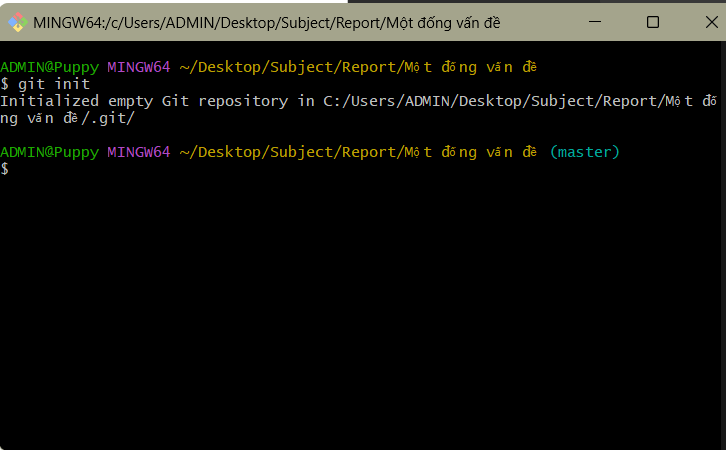 MINGW64:/c/Users/ADMIN/Desktop/Subject/Report/Một đống vấn đề
ADMIN@Puppy MINGW64 ~/Desktop/Subject/Report/Một đống vấn đề
$ git init
Initialized empty Git repository in C:/Users/ADMIN/Desktop/Subject/Report/Một đố
ng vấn đề/.git/
ADMIN@Puppy MINGW64 ~/Desktop/Subject/Report/Một đống vấn đề (master)
$